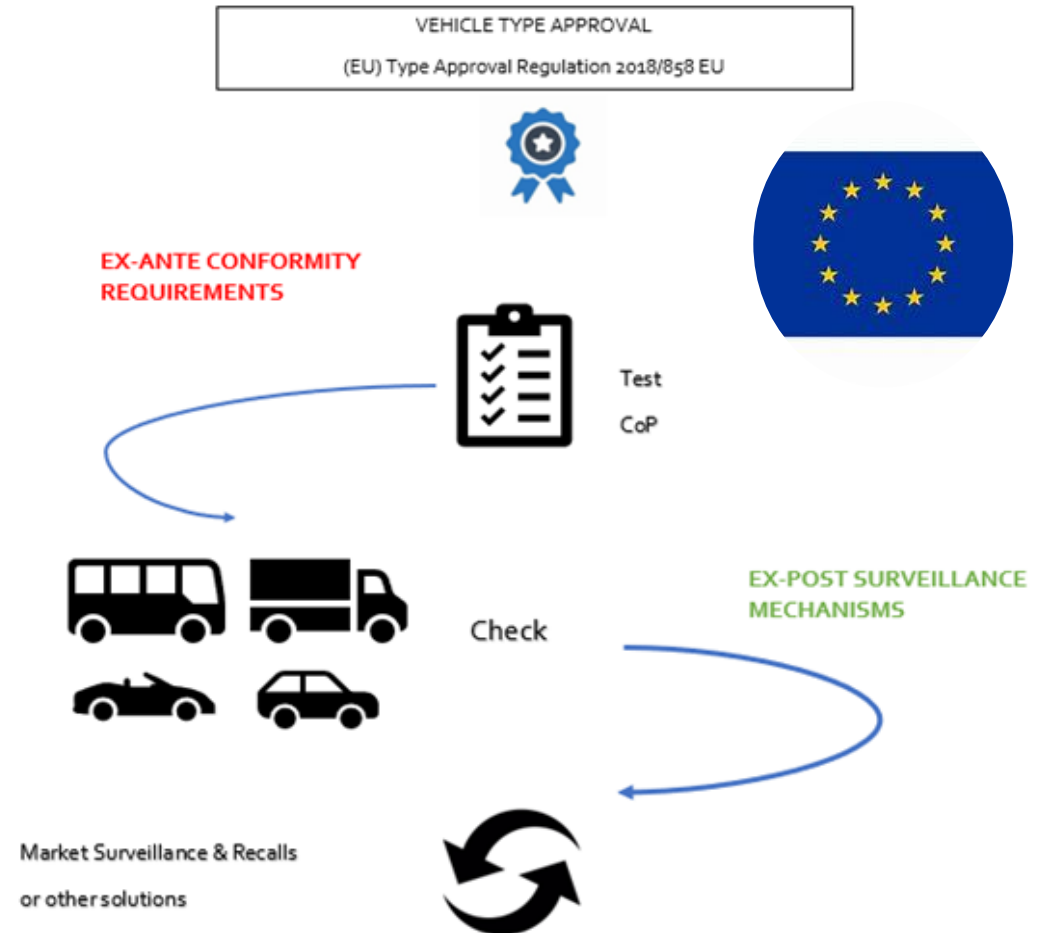 VEHICLE TYPE APPROVAL
(EU) Type Approval Regulation 2018/858 EU
EX-ANTE CONFORMITY
REQUIREMENTS
Test
CoP
EX-POST SURVEILLANCE
MECHANISMS
Check
Market Surveillance & Recalls
or other solutions